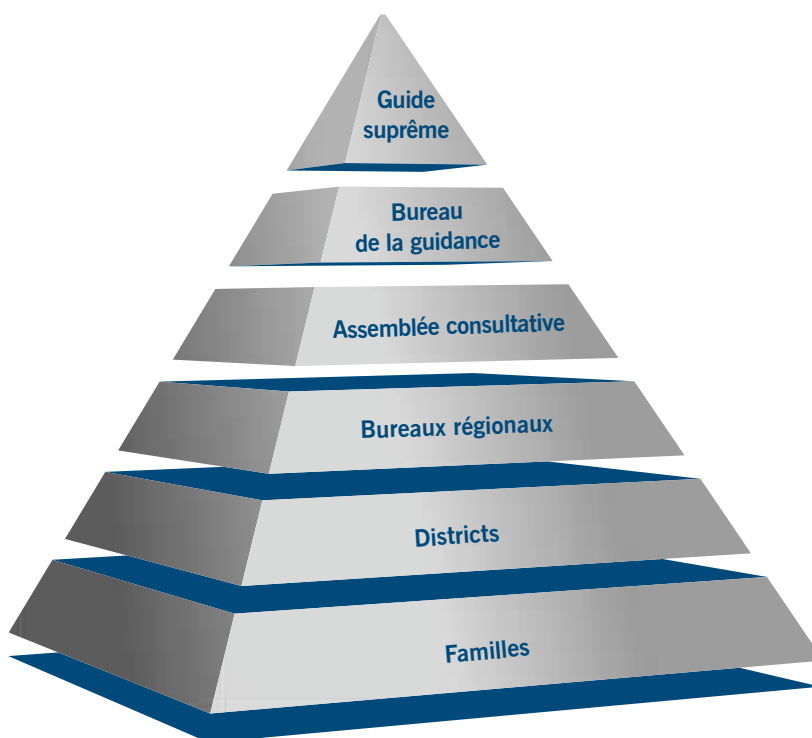 Guide
suprême
Bureau
de la guidance
Assemblée consultative
Bureaux régionaux
Districts
Familles